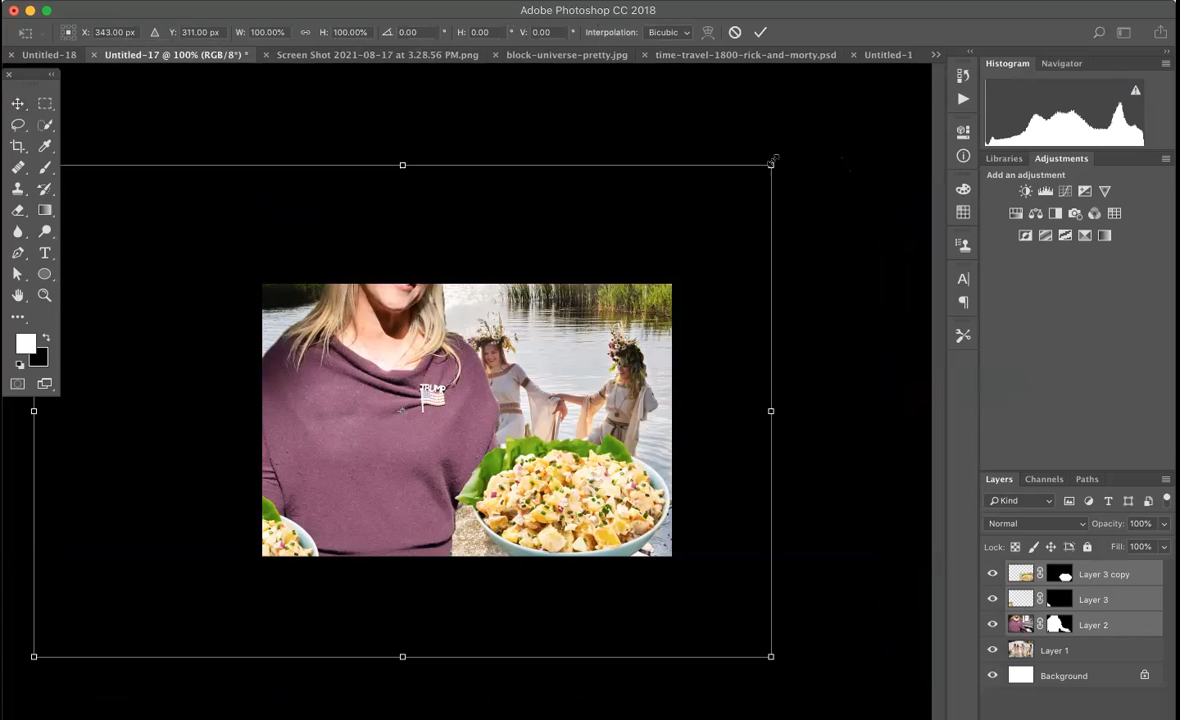 Adobe Photoshop CC 2018
X: 343.00 px Y: 311.00 px W: 100.00% H: 100.00% 0.00 ° H: 0.00 ° V: 0.00 ° Interpolation: Bicubic
Untitled-18 Untitled-17 @ 100% (RGB/8*) * Screen Shot 2021-08-17 at 3.28.56 PM.png block-universe-pretty.jpg time-travel-1800-rick-and-morty.psd Untitled-1
Histogram Navigator
Libraries Adjustments
Add an adjustment
TRUMP
Layers Channels Paths
Kind
Normal Opacity: 100%
Lock: Fill: 100%
Layer 3 copy
Layer 3
Layer 2
Layer 1
Background